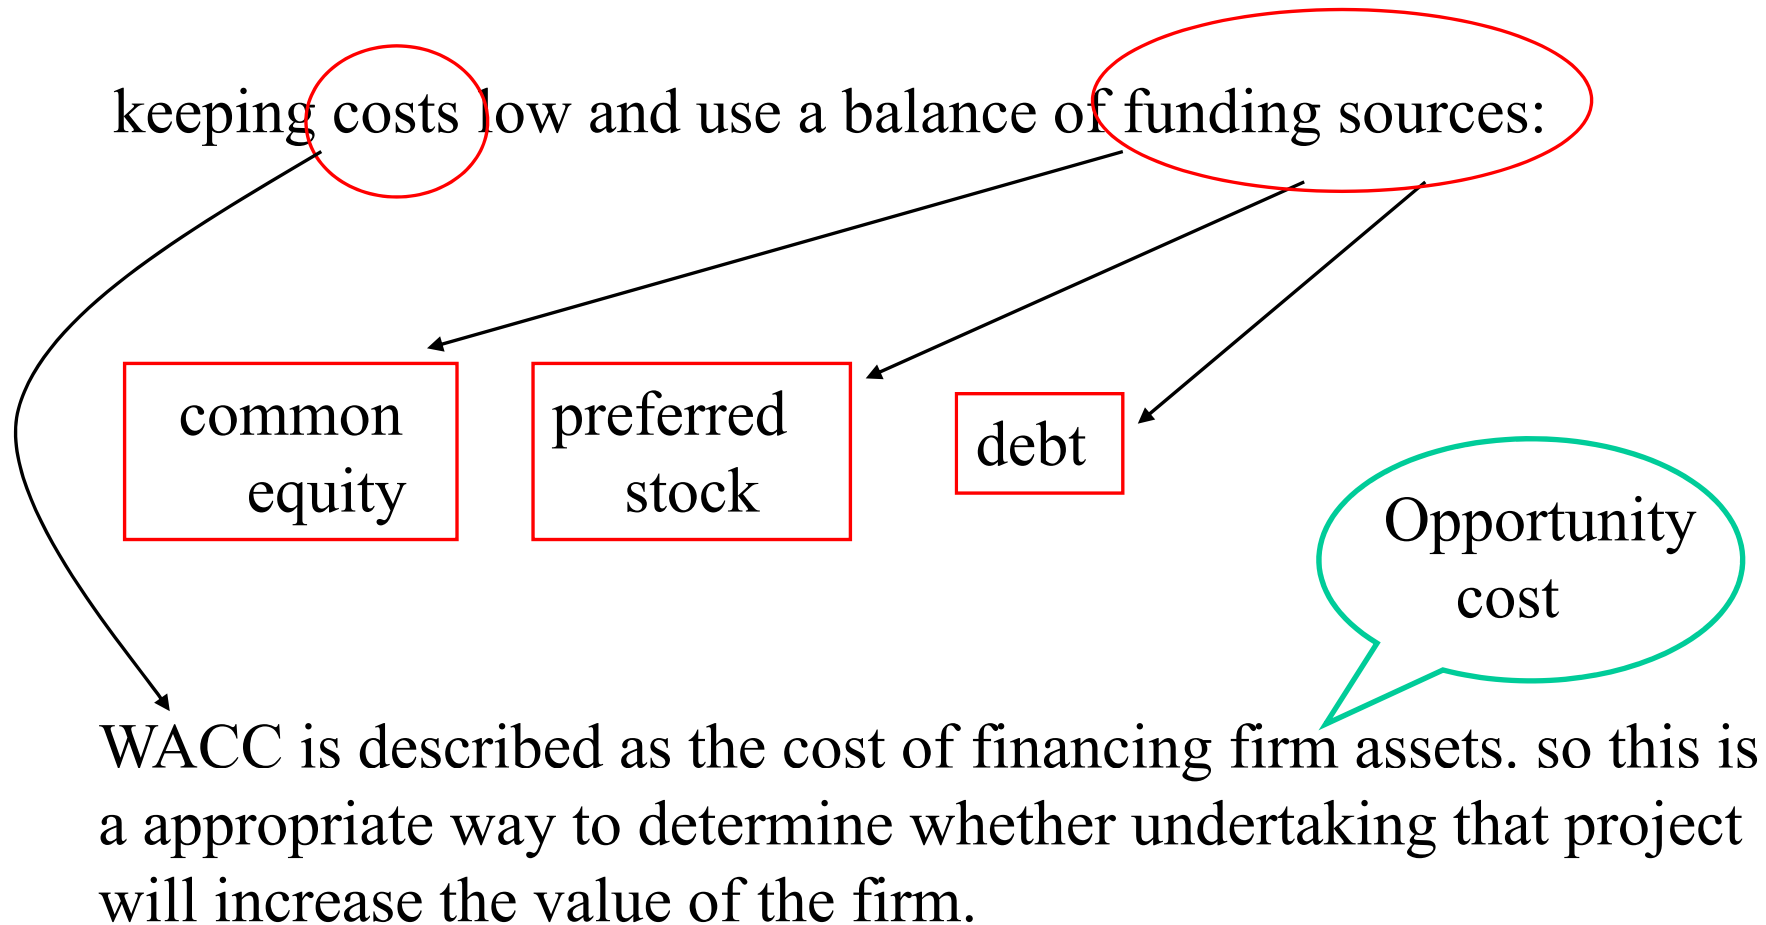 keeping costs low and use a balance of funding sources:
common
equity
preferred
stock
debt
Opportunity
cost
WACC is described as the cost of financing firm assets. so this is
a appropriate way to determine whether undertaking that project
will increase the value of the firm.